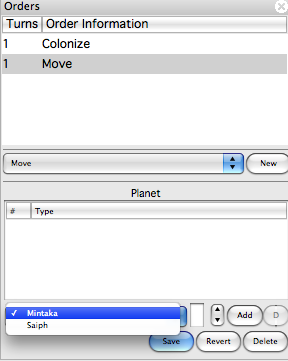 Orders
Turns Order Information
1 Colonize
1 Move
Move New
Planet
# Type
✓ Mintaka
Saiph
Add D
Save Revert Delete